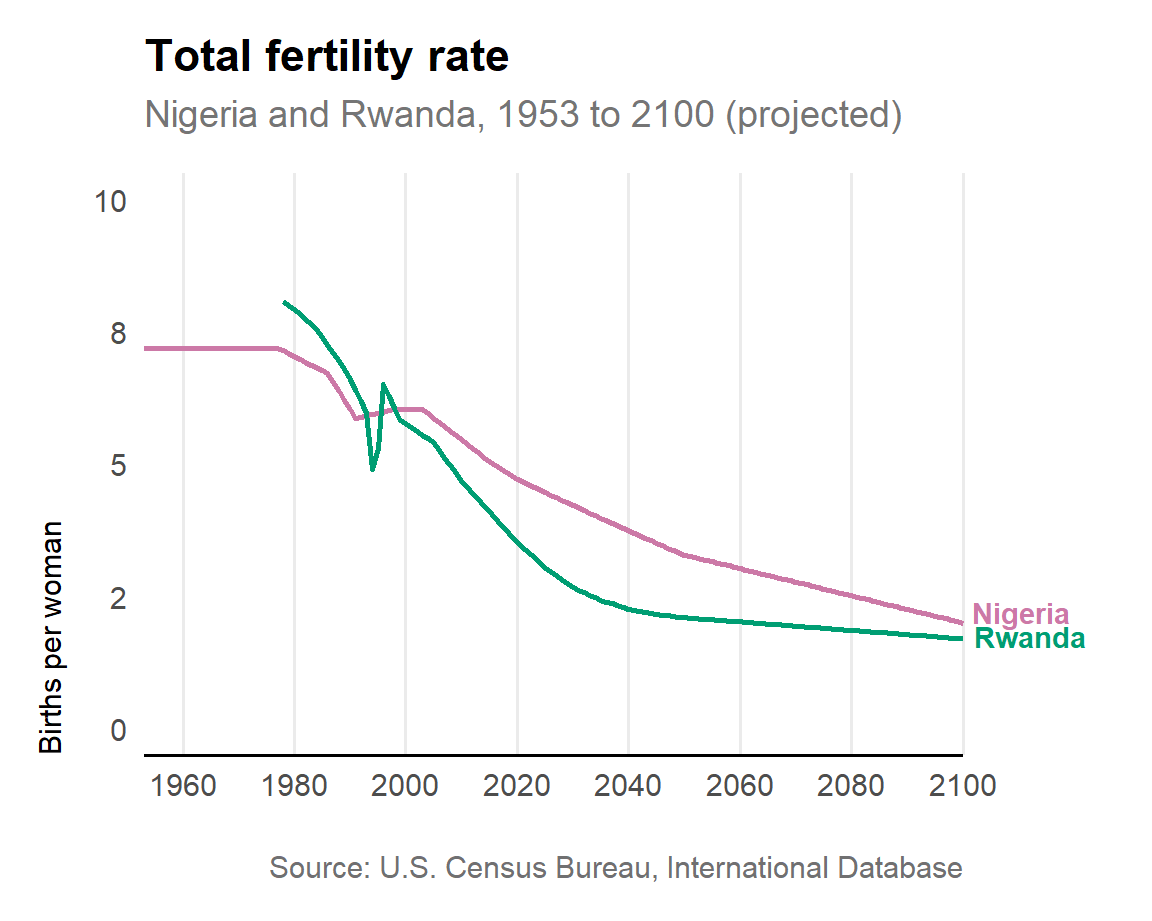 Total fertility rate
Nigeria and Rwanda, 1953 to 2100 (projected)
10
8
5
2
0
Births per woman
Nigeria
Rwanda
1960 1980 2000 2020 2040 2060 2080 2100
Source: U.S. Census Bureau, International Database